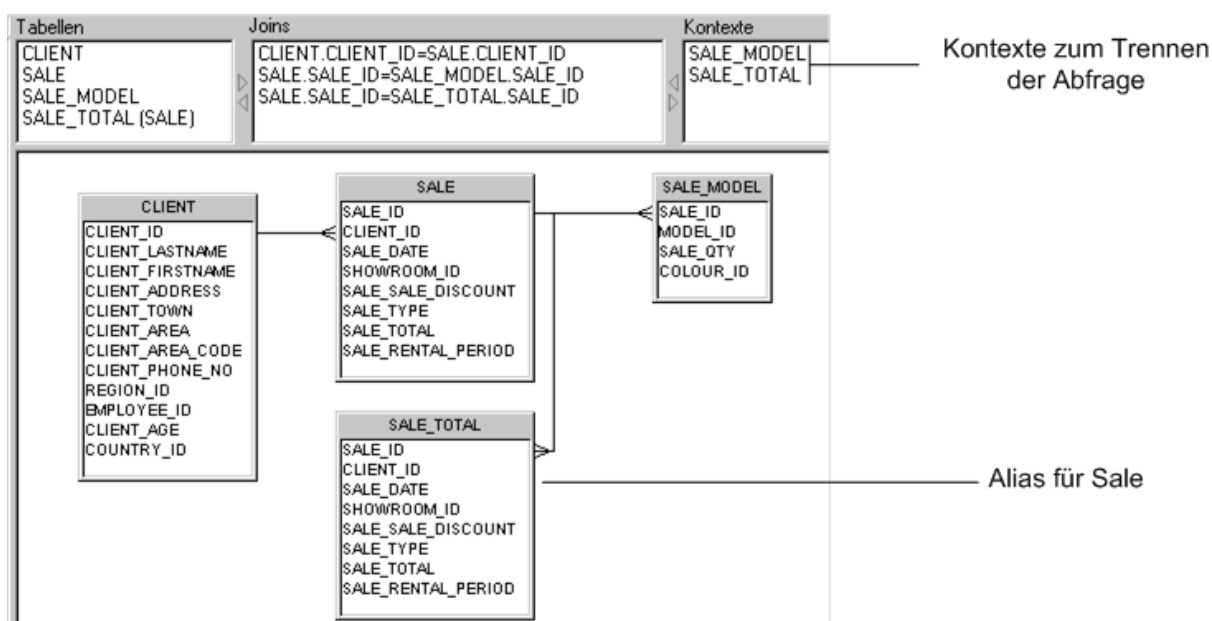 Tabellen
CLIENT
SALE
SALE_MODEL
SALE_TOTAL (SALE)
Joins
CLIENT.CLIENT_ID=SALE.CLIENT_ID
SALE.SALE_ID=SALE_MODEL.SALE_ID
SALE.SALE_ID=SALE_TOTAL.SALE_ID
Kontexte
SALE_MODEL
SALE_TOTAL
Kontexte zum Trennen
der Abfrage
CLIENT
CLIENT_ID
CLIENT_LASTNAME
CLIENT_FIRSTNAME
CLIENT_ADDRESS
CLIENT_TOWN
CLIENT_AREA
CLIENT_AREA_CODE
CLIENT_PHONE_NO
REGION_ID
EMPLOYEE_ID
CLIENT_AGE
COUNTRY_ID
SALE
SALE_ID
CLIENT_ID
SALE_DATE
SHOWROOM_ID
SALE_SALE_DISCOUNT
SALE_TYPE
SALE_TOTAL
SALE_RENTAL_PERIOD
SALE_MODEL
SALE_ID
MODEL_ID
SALE_QTY
COLOUR_ID
SALE_TOTAL
SALE_ID
CLIENT_ID
SALE_DATE
SHOWROOM_ID
SALE_SALE_DISCOUNT
SALE_TYPE
SALE_TOTAL
SALE_RENTAL_PERIOD
Alias für Sale